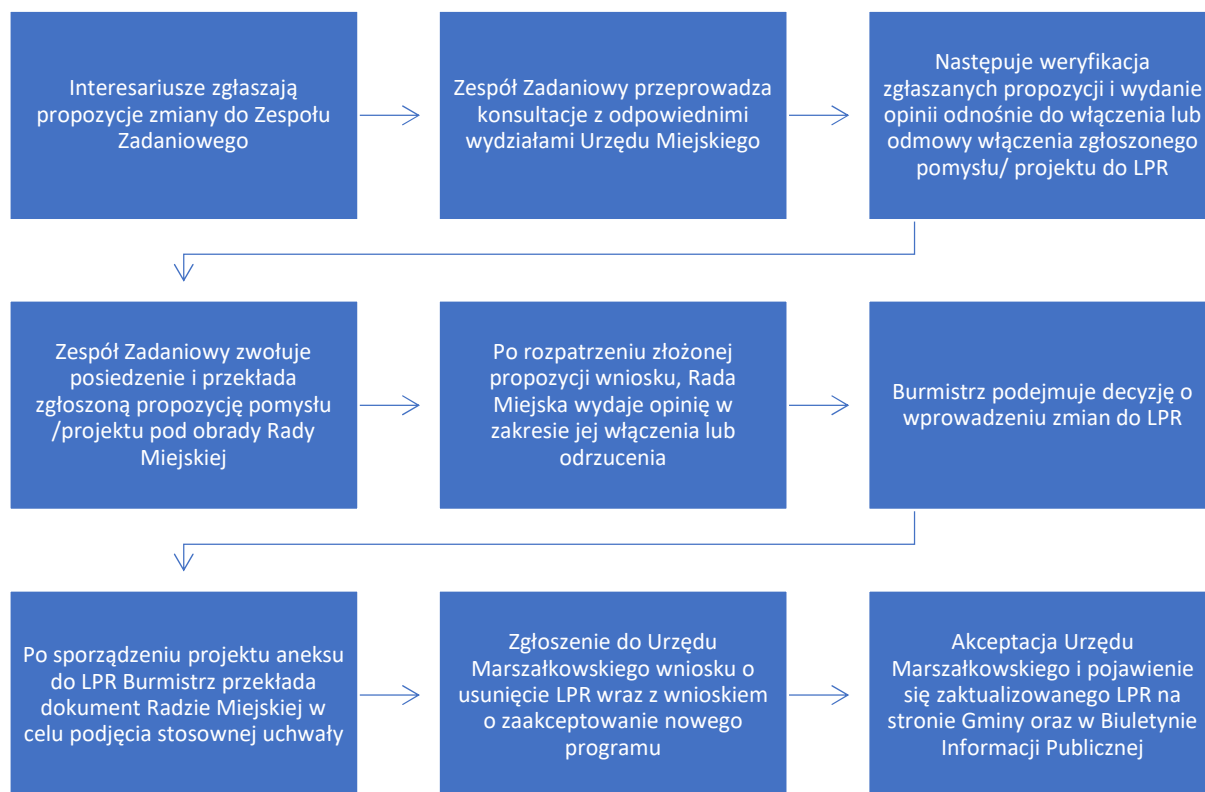 Interesariusze zgłaszają
propozycje zmiany do Zespołu
Zadaniowego
Zespół Zadaniowy przeprowadza
konsultacje z odpowiednimi
wydziałami Urzędu Miejskiego
Następuje weryfikacja
zgłaszanych propozycji i wydanie
opinii odnośnie do włączenia lub
odmowy włączenia zgłoszonego
pomysłu/ projektu do LPR
Zespół Zadaniowy zwołuje
posiedzenie i przekłada
zgłoszoną propozycję pomysłu
/projektu pod obrady Rady
Miejskiej
Po rozpatrzeniu złożonej
propozycji wniosku, Rada
Miejska wydaje opinię w
zakresie jej włączenia lub
odrzucenia
Burmistrz podejmuje decyzję o
wprowadzeniu zmian do LPR
Po sporządzeniu projektu aneksu
do LPR Burmistrz przekłada
dokument Radzie Miejskiej w
celu podjęcia stosownej uchwały
Zgłoszenie do Urzędu
Marszałkowskiego wniosku o
usunięcie LPR wraz z wnioskiem
o zaakceptowanie nowego
programu
Akceptacja Urzędu
Marszałkowskiego i pojawienie
się zaktualizowanego LPR na
stronie Gminy oraz w Biuletynie
Informacji Publicznej